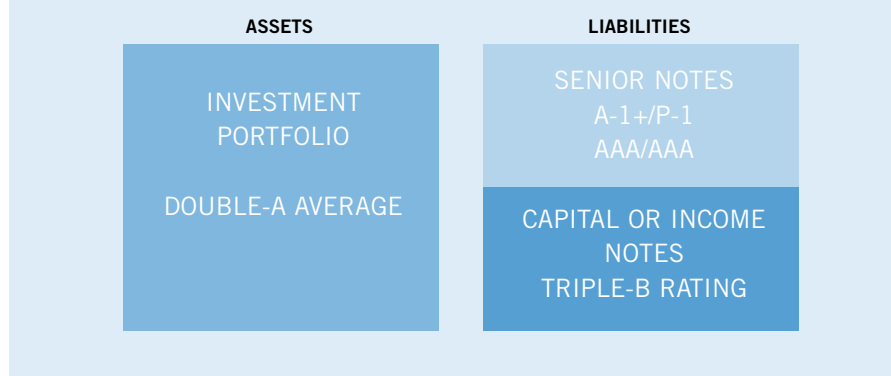 ASSETS
INVESTMENT
PORTFOLIO
DOUBLE-A AVERAGE
LIABILITIES
SENIOR NOTES
A-1+/P-1
AAA/AAA
CAPITAL OR INCOME
NOTES
TRIPLE-B RATING